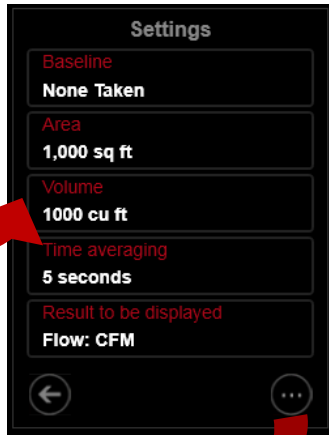 Settings
Baseline
None Taken
Area
1,000 sq ft
Volume
1000 cu ft
Time averaging
5 seconds
Result to be displayed
Flow: CFM